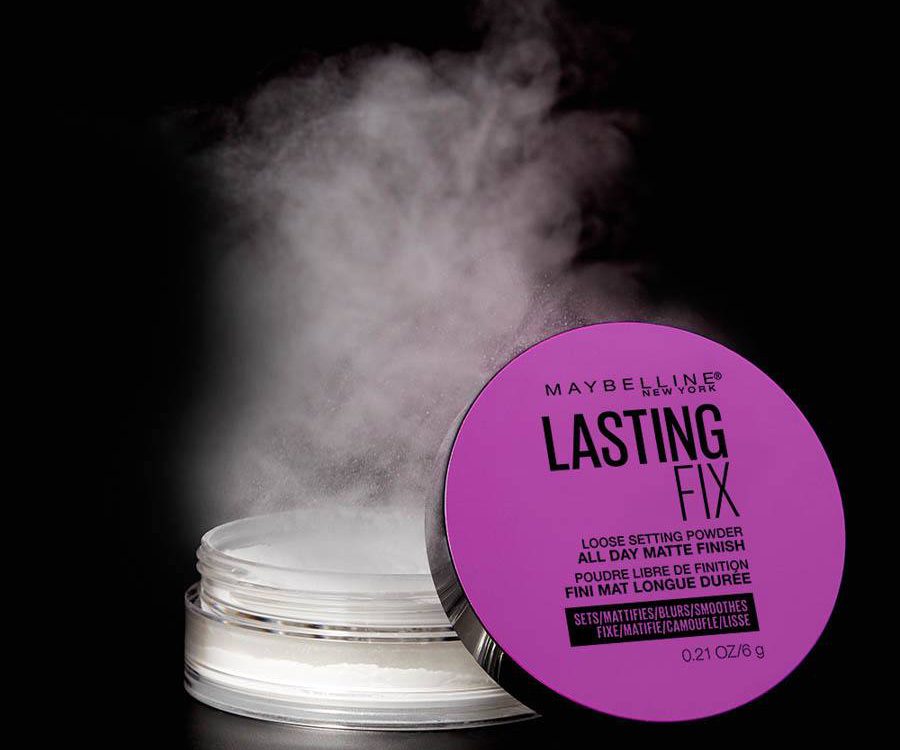 MAYBELLINE®
NEW YORK
LASTING
FIX
LOOSE SETTING POWDER
ALL DAY MATTE FINISH
POUDRE LIBRE DE FINITION
FINI MAT LONGUE DURÉE
SETS/MATTIFIES/BLURS/SMOOTHES
FIXE/MATIFIE/CAMOUFLE/LISSE
0.21 OZ/6 g